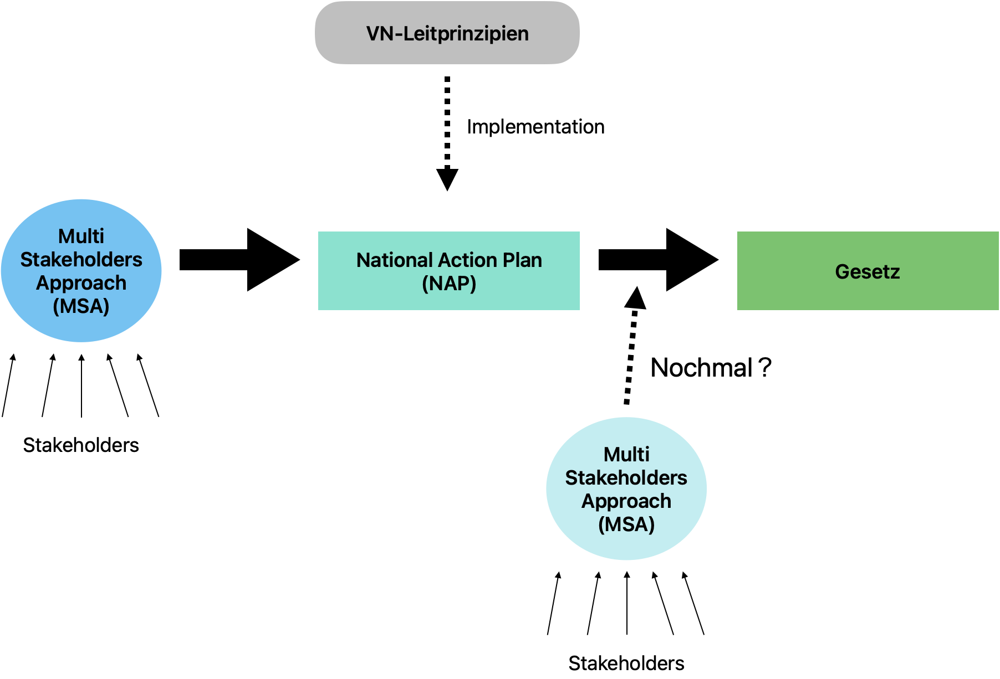 VN-Leitprinzipien
Implementation
Multi
Stakeholders
Approach
(MSA)
National Action Plan
(NAP)
Gesetz
Nochmal？
Stakeholders
Multi
Stakeholders
Approach
(MSA)
Stakeholders